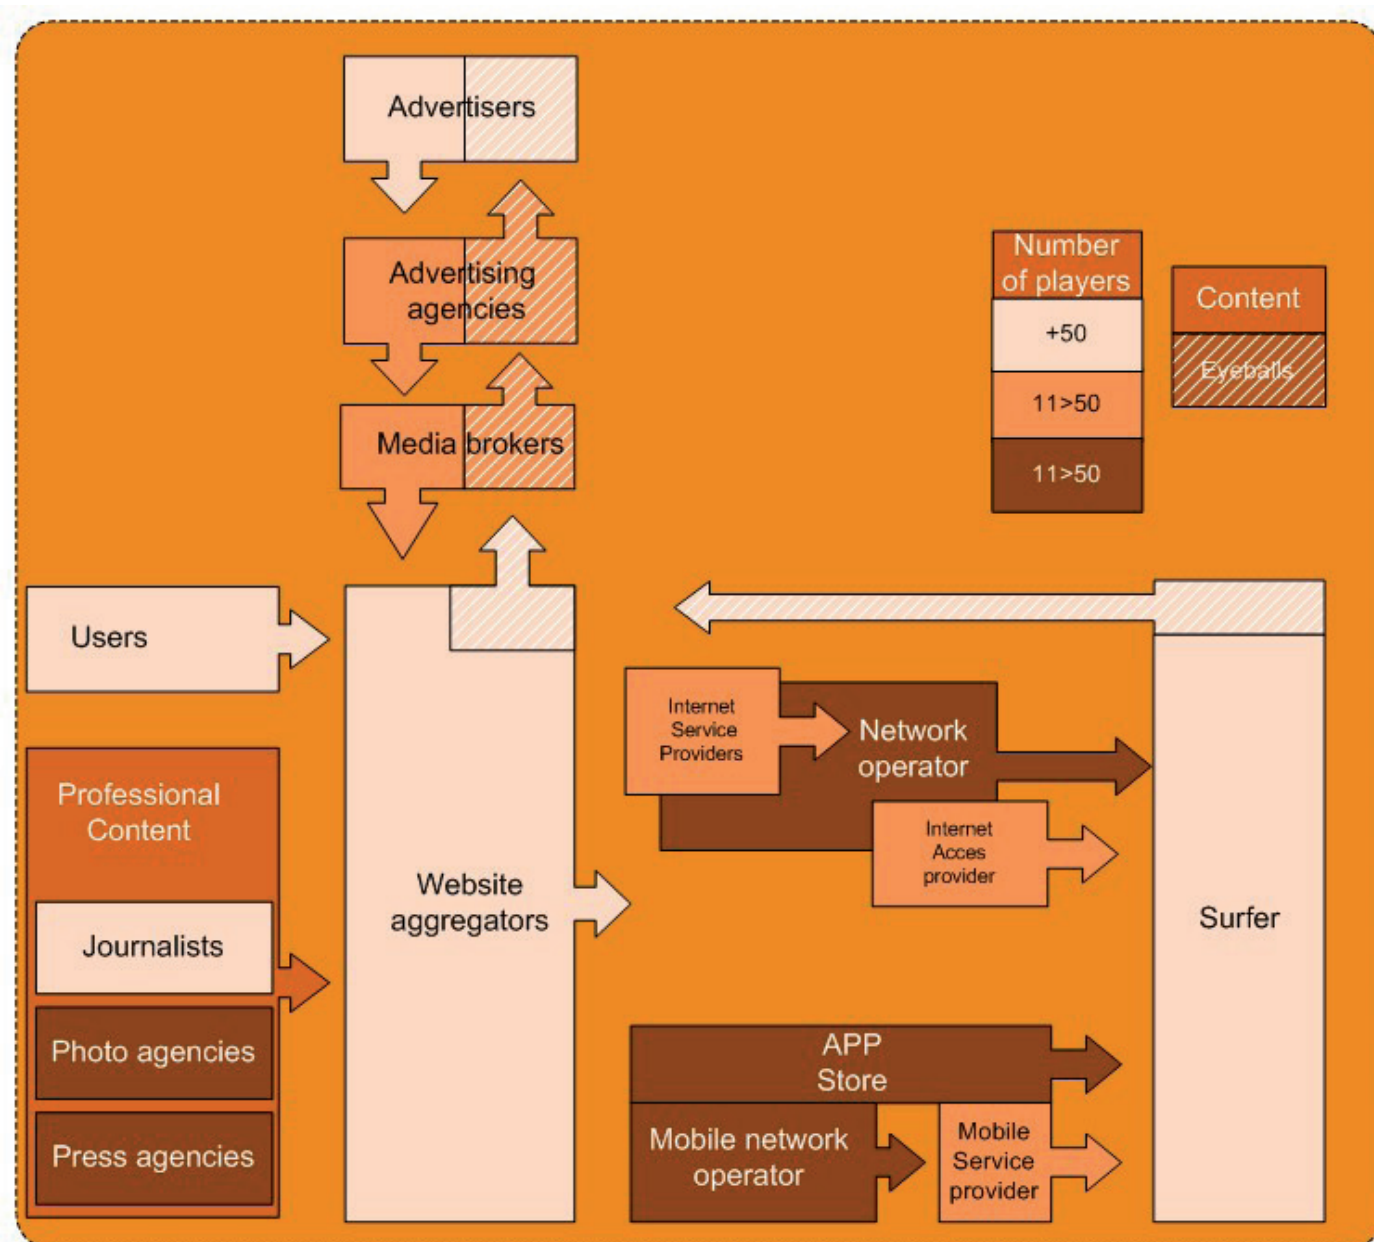 Advertisers
Advertising
agencies
Media brokers
Number
of players
+50
11>50
11>50
Content
Eyeballs
Users
Professional
Content
Journalists
Photo agencies
Press agencies
Website
aggregators
Internet
Service
Providers
Network
operator
Internet
Acces
provider
Surfer
APP
Store
Mobile network
operator
Mobile
Service
provider